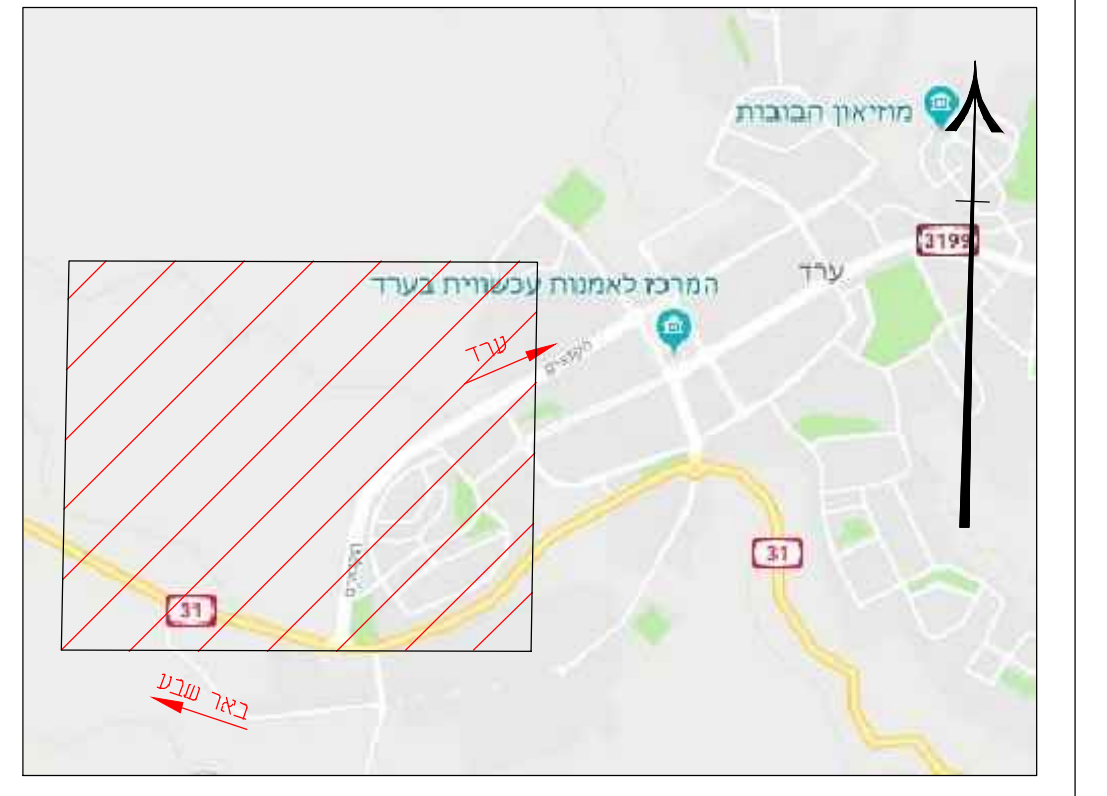 מוזיאון הבובות
3199
ערד
המרכז לאמנות עכשווית בערד
ערד
31
31
באר שבע